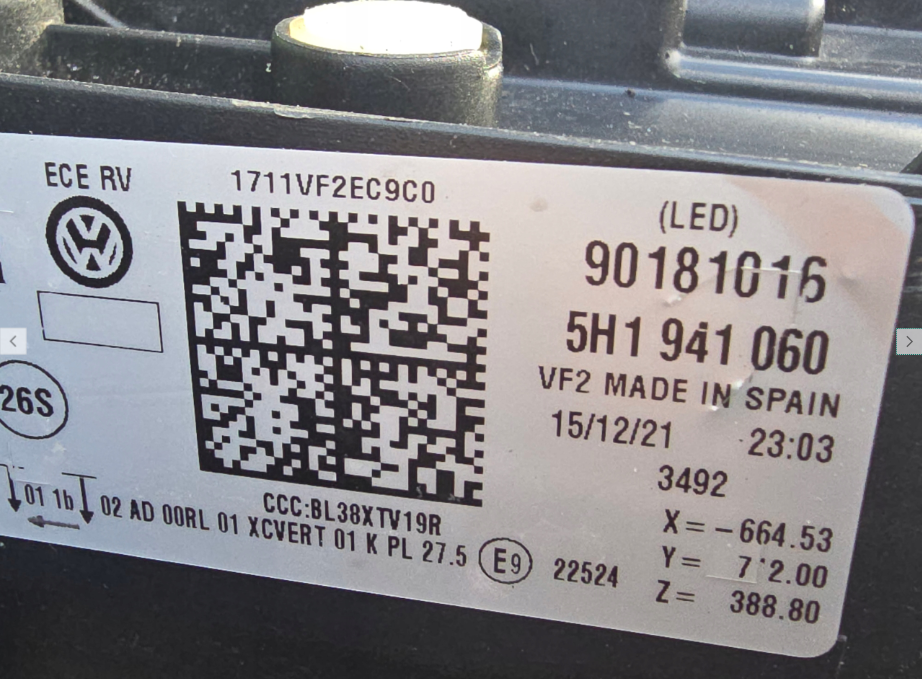 ECE RV
1711VF2EC9C0
26S
01 1b 02 AD 00RL 01 XCVERT 01 K PL 27.5 E9 22524
CCC:BL38XTV19R
(LED)
90181016
5H1 941 060
VF2 MADE IN SPAIN
15/12/21 23:03
3492
X= -664.53
Y=
Z= 388.80